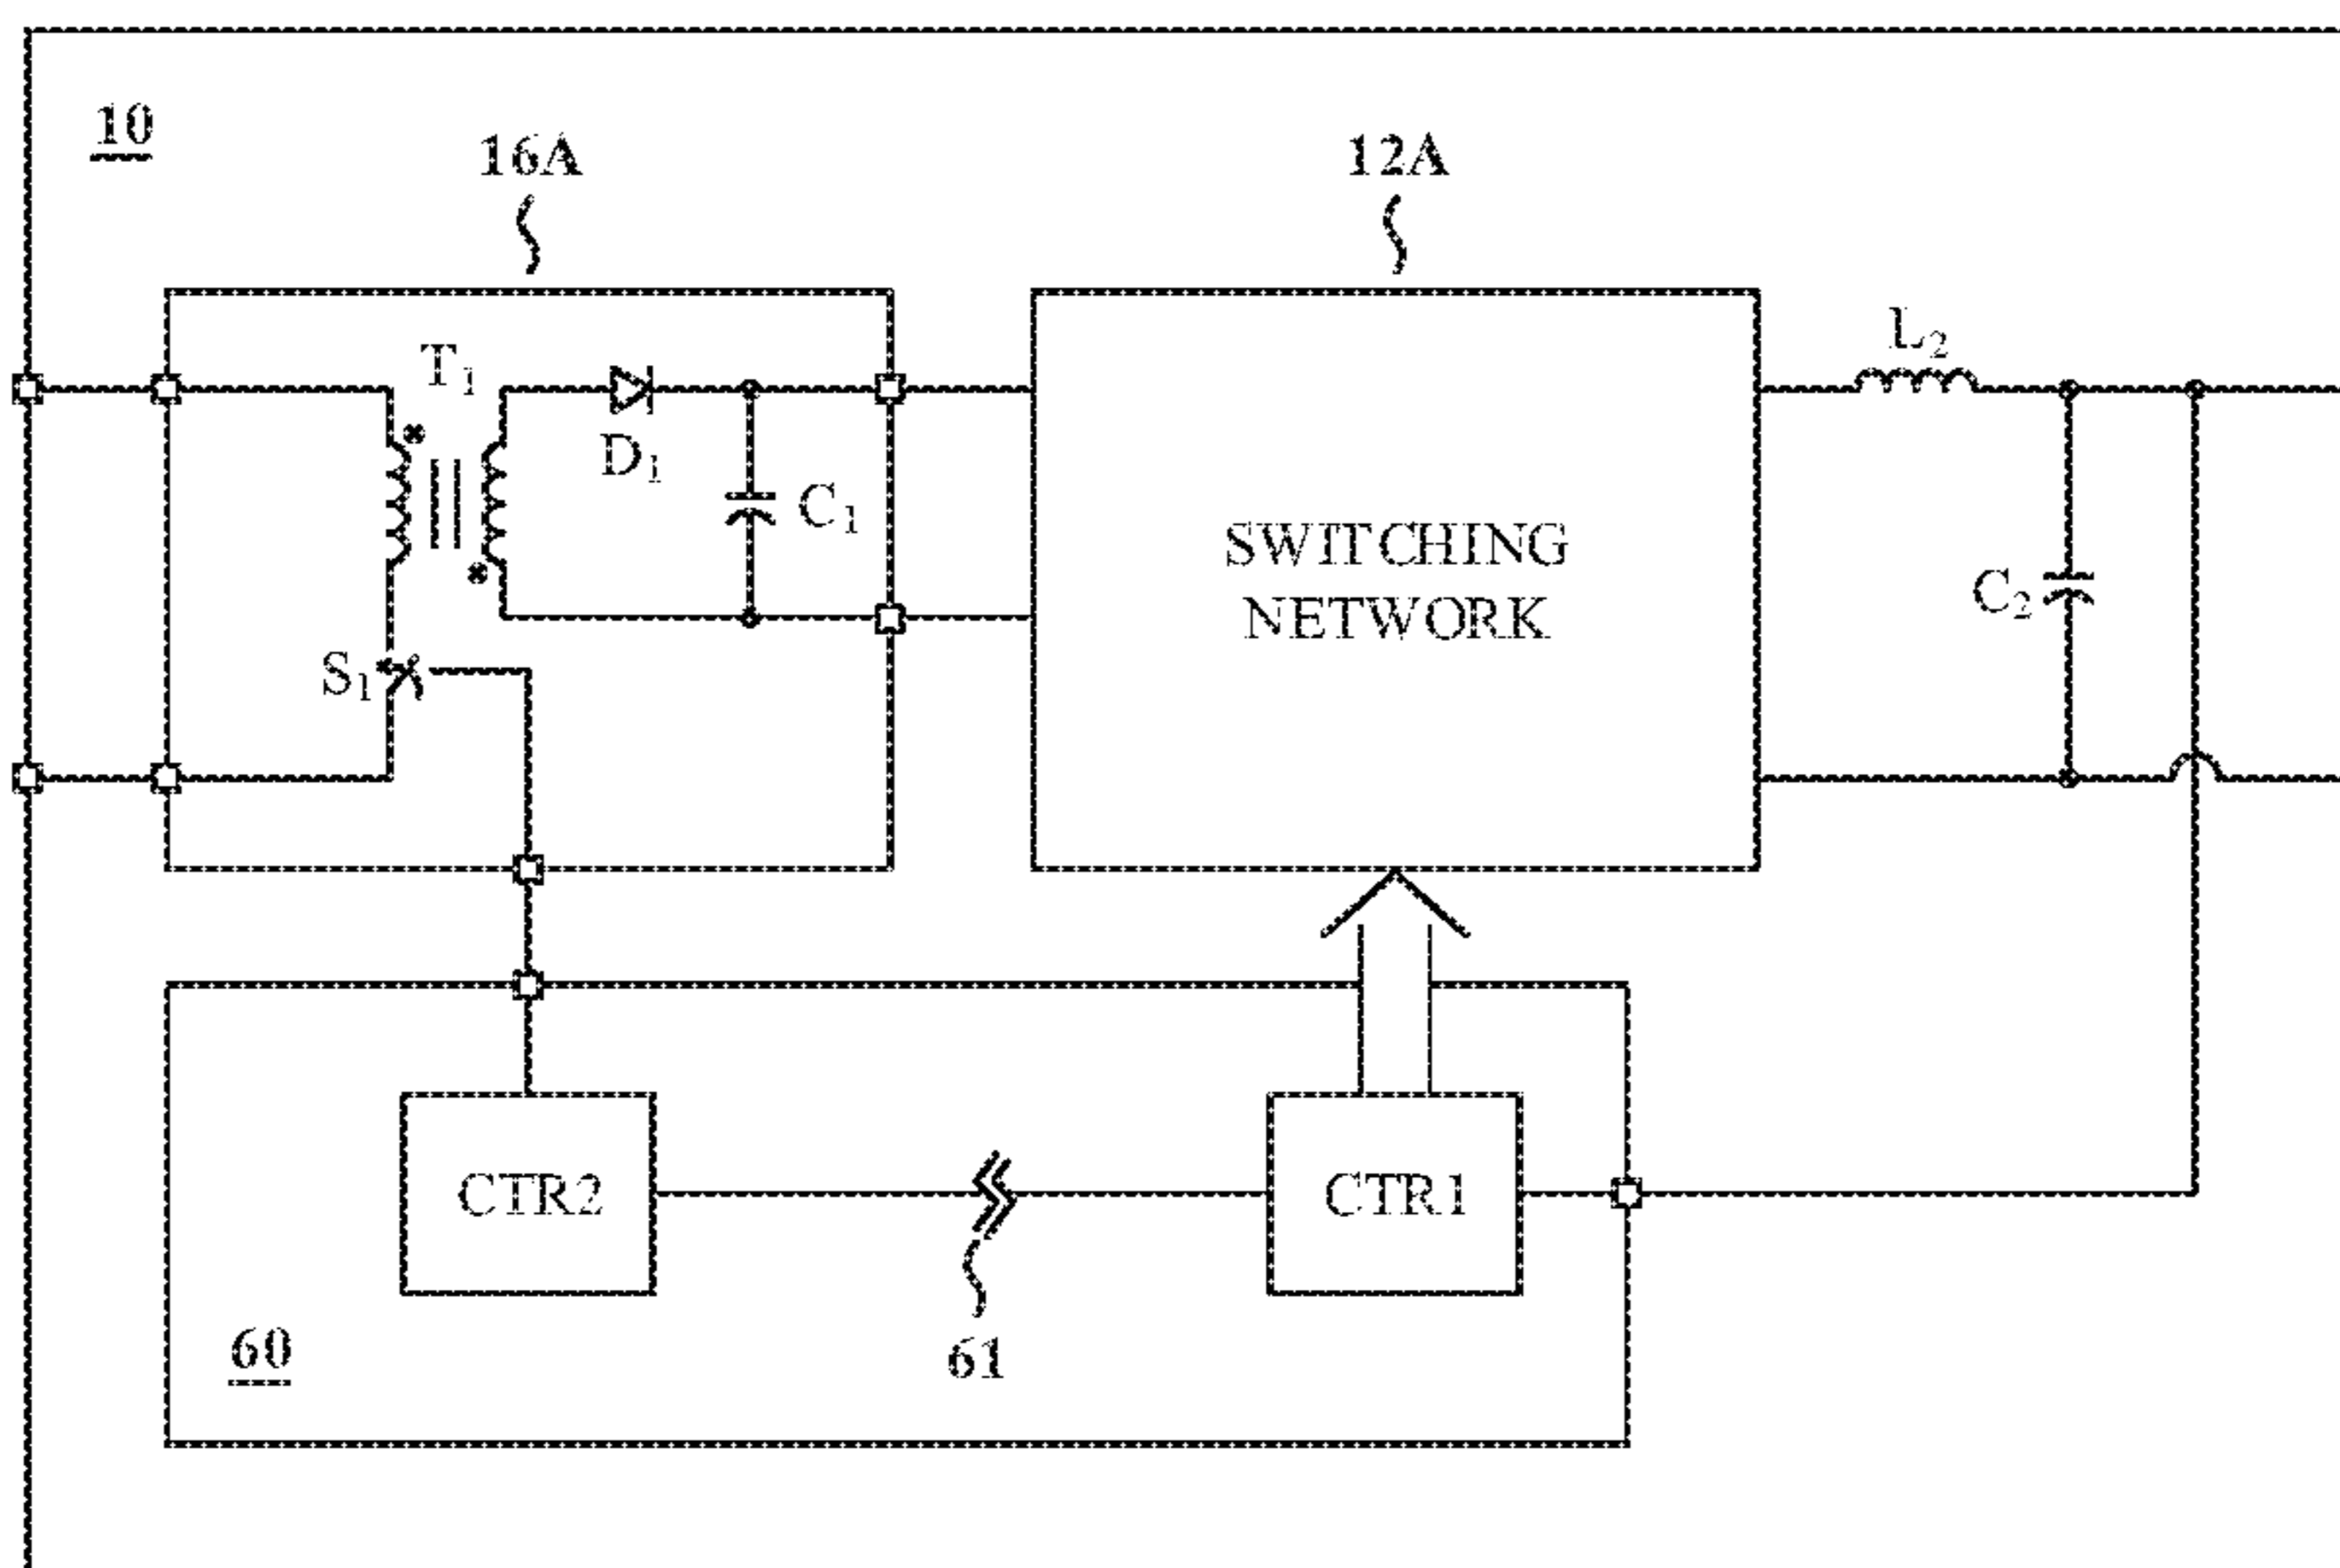 10
16A
12A
T₁
L₂
D₁
C₁
SWITCHING
NETWORK
C₂
S₁
CTR2
CTR1
60
61